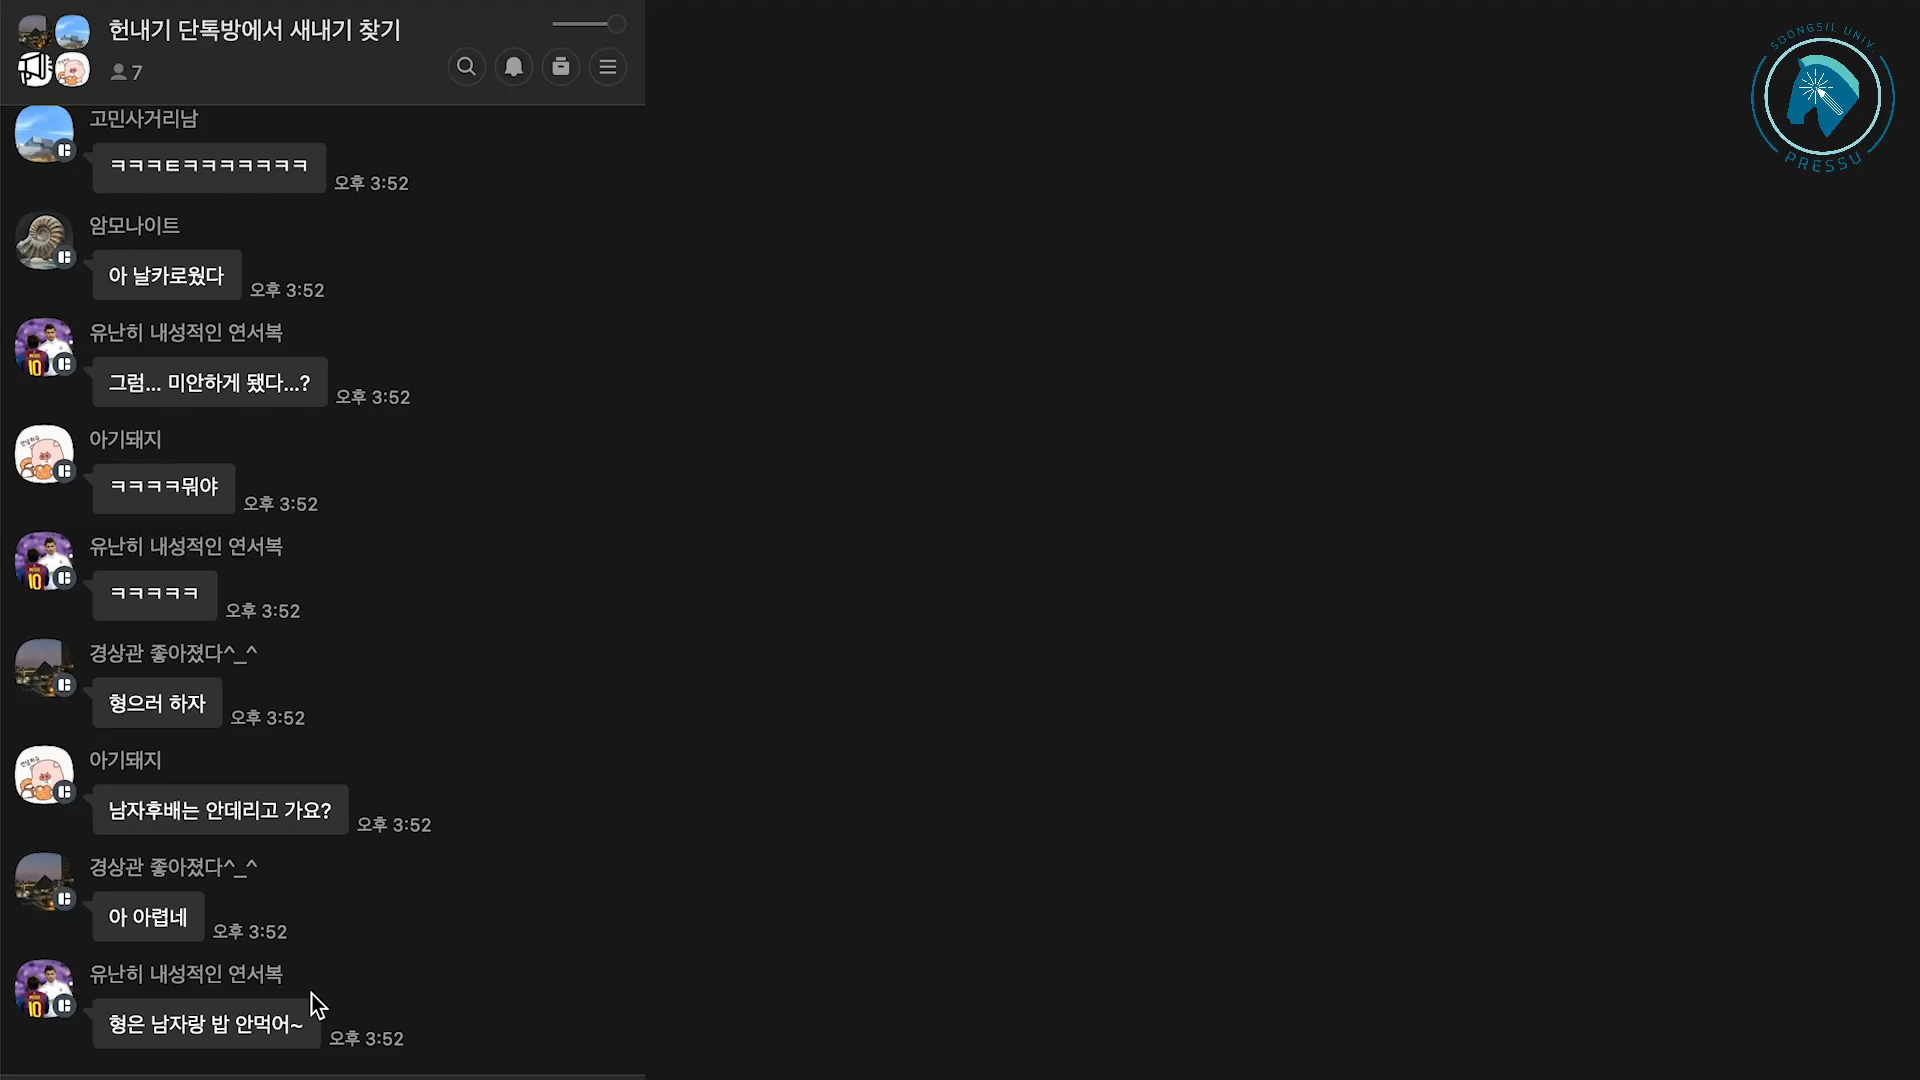 헌내기 단톡방에서 새내기 찾기
7
SOONGSIL UNIV.
PRESSU
고민사거리남
ㅋㅋㅋㅌㅋㅋㅋㅋㅋㅋㅋ
오후 3:52
암모나이트
아 날카로웠다
오후 3:52
유난히 내성적인 연서복
그럼... 미안하게 됐다...?
오후 3:52
아기돼지
ㅋㅋㅋㅋ뭐야
오후 3:52
유난히 내성적인 연서복
ㅋㅋㅋㅋㅋ
오후 3:52
경상관 좋아졌다^_^
형으러 하자
오후 3:52
아기돼지
남자후배는 안데리고 가요?
오후 3:52
경상관 좋아졌다^_^
아 아렵네
오후 3:52
유난히 내성적인 연서복
형은 남자랑 밥 안먹어~
오후 3:52